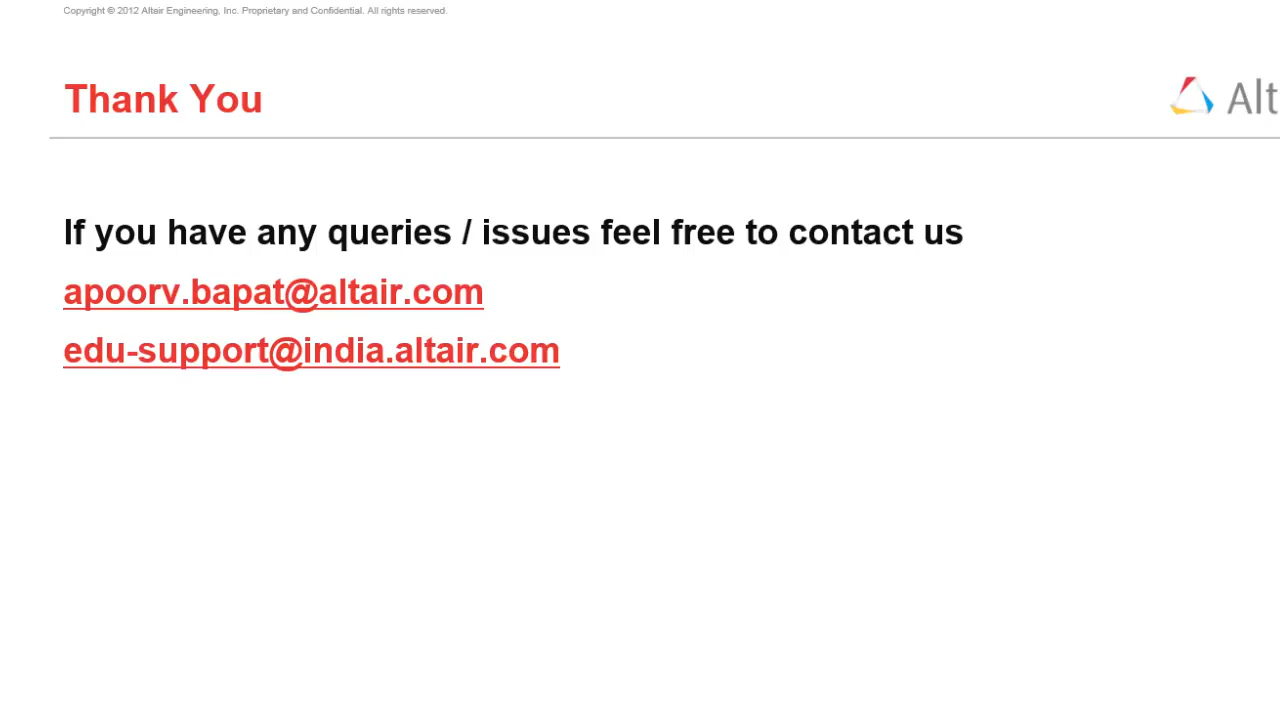 Copyright © 2012 Altair Engineering, Inc. Proprietary and Confidential. All rights reserved.
Thank You
Alt
If you have any queries / issues feel free to contact us
apoorv.bapat@altair.com
edu-support@india.altair.com